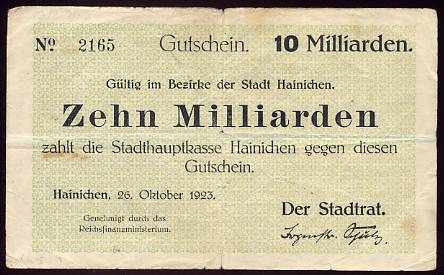 No 2165 Gutschein. 10 Milliarden.
Gültig im Bezirke der Stadt Hainichen.
Zehn Milliarden
zahlt die Stadthauptkasse Hainichen gegen diesen
Gutschein.
Hainichen, 26. Oktober 1923.
Der Stadtrat.
Genehmigt durch das
Reichsfinanzministerium.